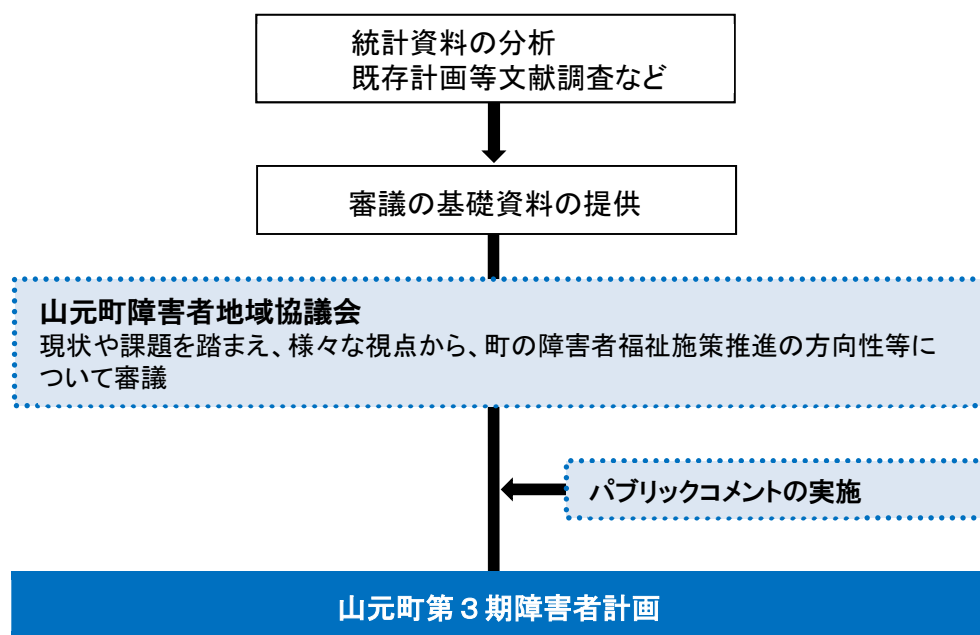 統計資料の分析
既存計画等文献調査など
審議の基礎資料の提供
山元町障害者地域協議会
現状や課題を踏まえ、様々な視点から、町の障害者福祉施策推進の方向性等に
ついて審議
パブリックコメントの実施
山元町第３期障害者計画